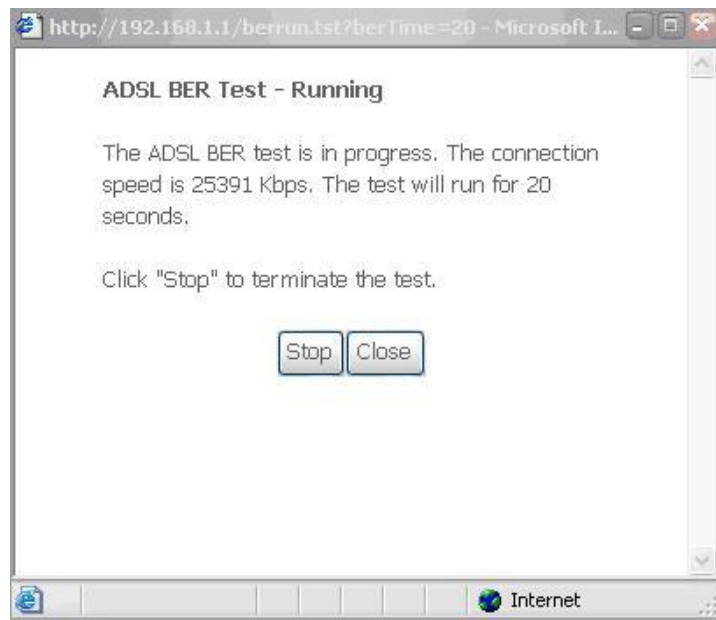 http://192.168.1.1/berrun.tst?berTime=20 - Microsoft I...
ADSL BER Test - Running
The ADSL BER test is in progress. The connection
speed is 25391 Kbps. The test will run for 20
seconds.
Click "Stop" to terminate the test.
Stop Close
Internet